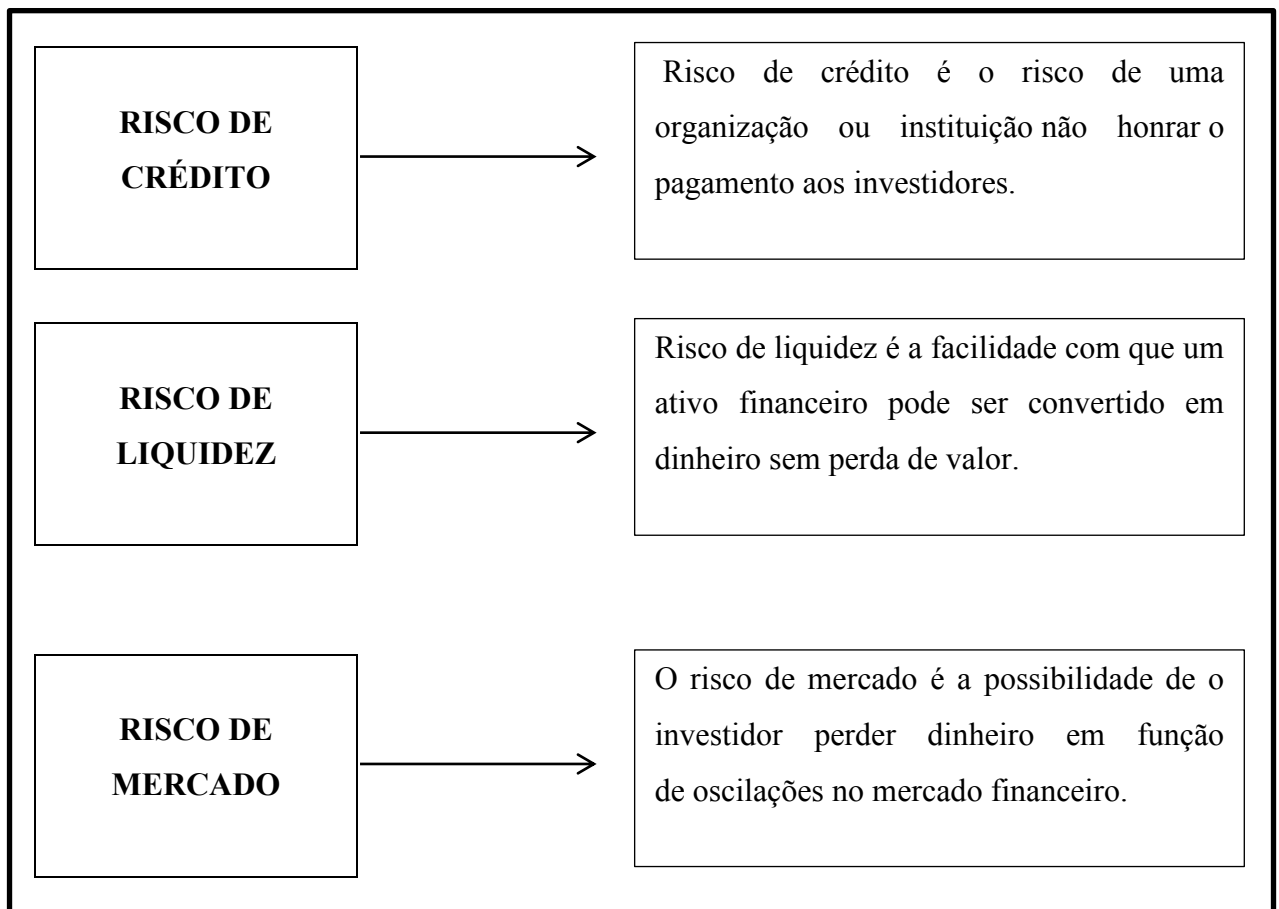 RISCO DE
CRÉDITO
Risco de crédito é o risco de uma
organização ou instituição não honrar o
pagamento aos investidores.
RISCO DE
LIQUIDEZ
Risco de liquidez é a facilidade com que um
ativo financeiro pode ser convertido em
dinheiro sem perda de valor.
RISCO DE
MERCADO
O risco de mercado é a possibilidade de o
investidor perder dinheiro em função
de oscilações no mercado financeiro.